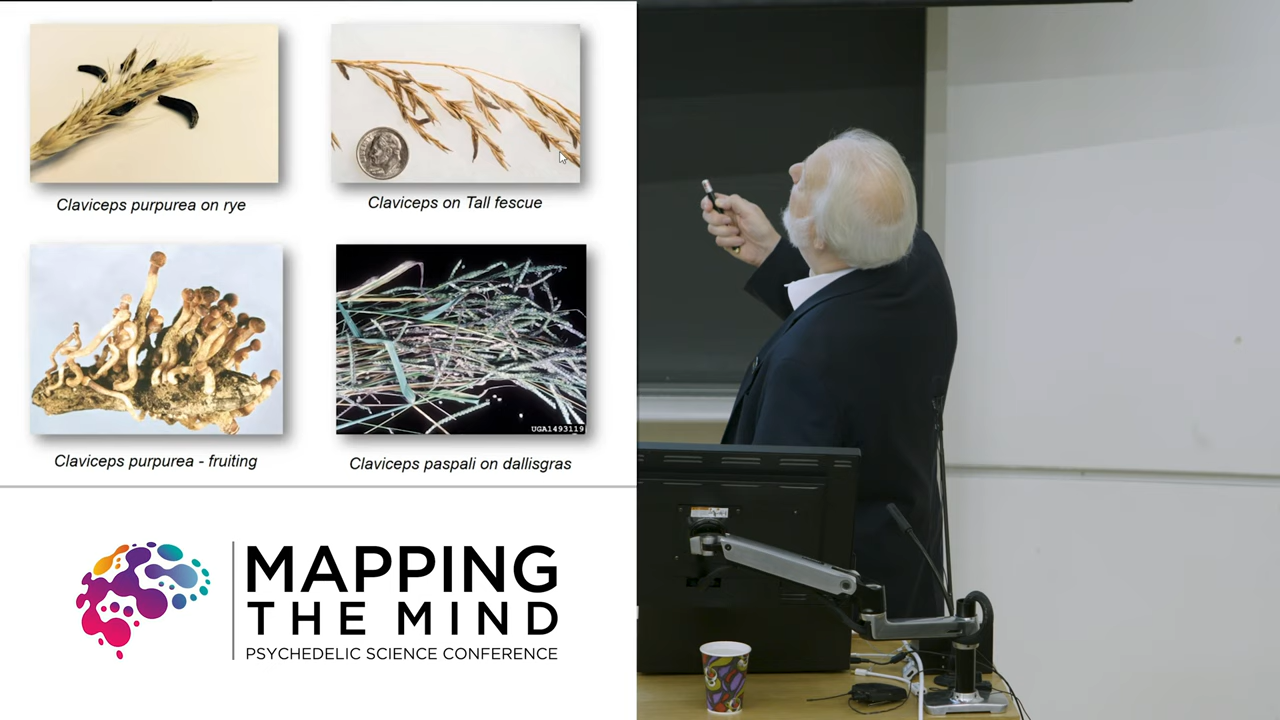 Claviceps purpurea on rye
Claviceps on Tall fescue
Claviceps purpurea - fruiting
UGA1493119
Claviceps paspali on dallisgras
MAPPING
THE MIND
PSYCHEDELIC SCIENCE CONFERENCE